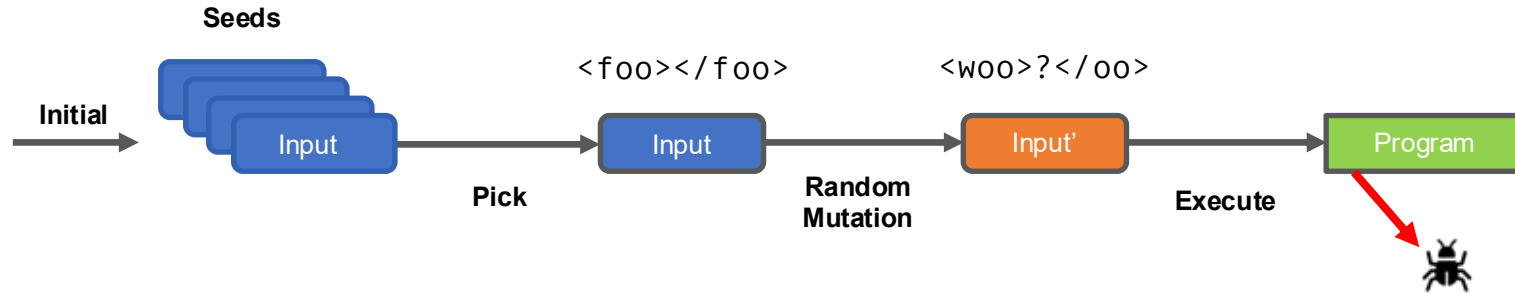 Seeds
Initial
Input
Pick
<foo></foo>
Input
Random
Mutation
<woo>?</oo>
Input'
Execute
Program